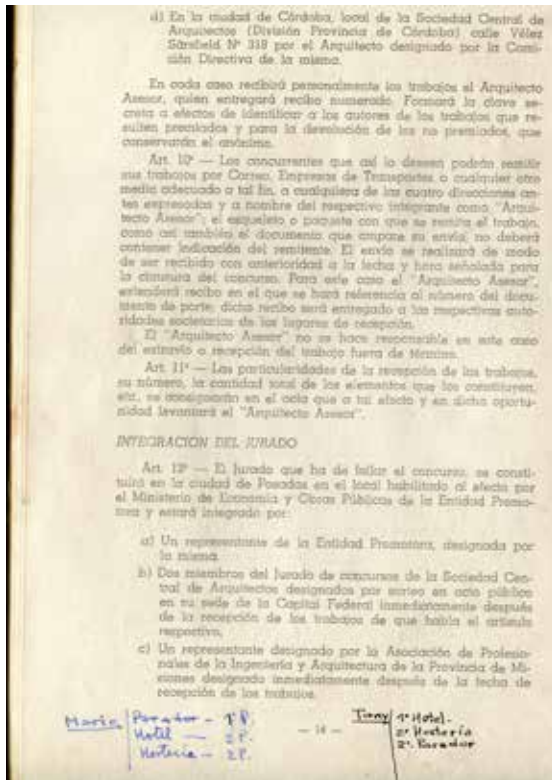 d) En la ciudad de Córdoba, local de la Sociedad Central de
Arquitectos (División Provincia de Córdoba) calle Vélez
Sársfield Nº 338 por el Arquitecto designado por la Comi-
sión Directiva de la misma.
En cada caso recibirá personalmente los trabajos el Arquitecto
Asesor, quien entregará recibo numerado. Formará la clave se-
creta a efectos de identificar a los autores de los trabajos que re-
sulten premiados y para la devolución de los no premiados, que
conservarán el anónimo.
Art. 10º — Los concurrentes que así lo deseen podrán remitir
sus trabajos por Correo, Empresas de Transportes o cualquier otro
medio adecuado a tal fin, a cualquiera de las cuatro direcciones an-
tes expresadas y a nombre del respectivo integrante como "Arqui-
tecto Asesor"; el esqueleto o paquete con que se remita el trabajo,
como así también el documento que ampare su envío, no deberá
contener indicación del remitente. El envío se realizará de modo
de ser recibido con anterioridad a la fecha y hora señalada para
la clausura del concurso. Para este caso el "Arquitecto Asesor",
extenderá recibo en el que se hará referencia al número del docu-
mento de porte; dicho recibo será entregado a las respectivas auto-
ridades societarias de los lugares de recepción.
El "Arquitecto Asesor" no se hace responsable en este caso
del extravío o recepción del trabajo fuera de término.
Art. 11º — Las particularidades de la recepción de los trabajos,
su número, la cantidad total de los elementos que los constituyen,
etc., se consignarán en el acta que a tal efecto y en dicha oportu-
nidad levantará el "Arquitecto Asesor".
INTEGRACION DEL JURADO
Art. 12º — El Jurado que ha de fallar el concurso, se consti-
tuirá en la ciudad de Posadas en el local habilitado al efecto por
el Ministerio de Economía y Obras Públicas de la Entidad Promo-
tora y estará integrado por:
a) Un representante de la Entidad Promotora, designada por
la misma.
b) Dos miembros del Jurado de concursos de la Sociedad Cen-
tral de Arquitectos designados por sorteo en acto público
en su sede de la Capital Federal inmediatamente después
de la recepción de los trabajos de que habla el artículo
respectivo,
c) Un representante designado por la Asociación de Profesio-
nales de la Ingeniería y Arquitectura de la Provincia de Mi-
siones designado inmediatamente después de la fecha de
recepción de los trabajos.
Mario Parador - 1º P.
Hotel — 2 P.
Hostería - 2 P.
— 14 —
Tony 1º Hotel -
2º Hostería
2º Parador